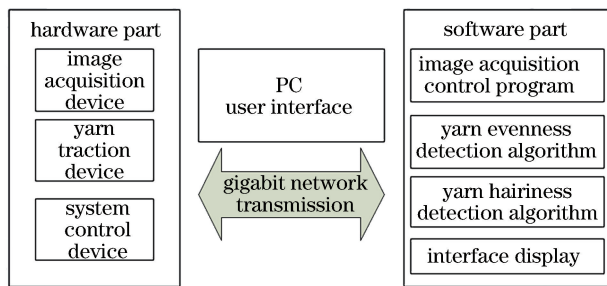 hardware part
image
acquisition
device
yarn
traction
device
system
control
device
PC
user interface
gigabit network
transmission
software part
image acquisition
control program
yarn evenness
detection algorithm
yarn hairiness
detection algorithm
interface display